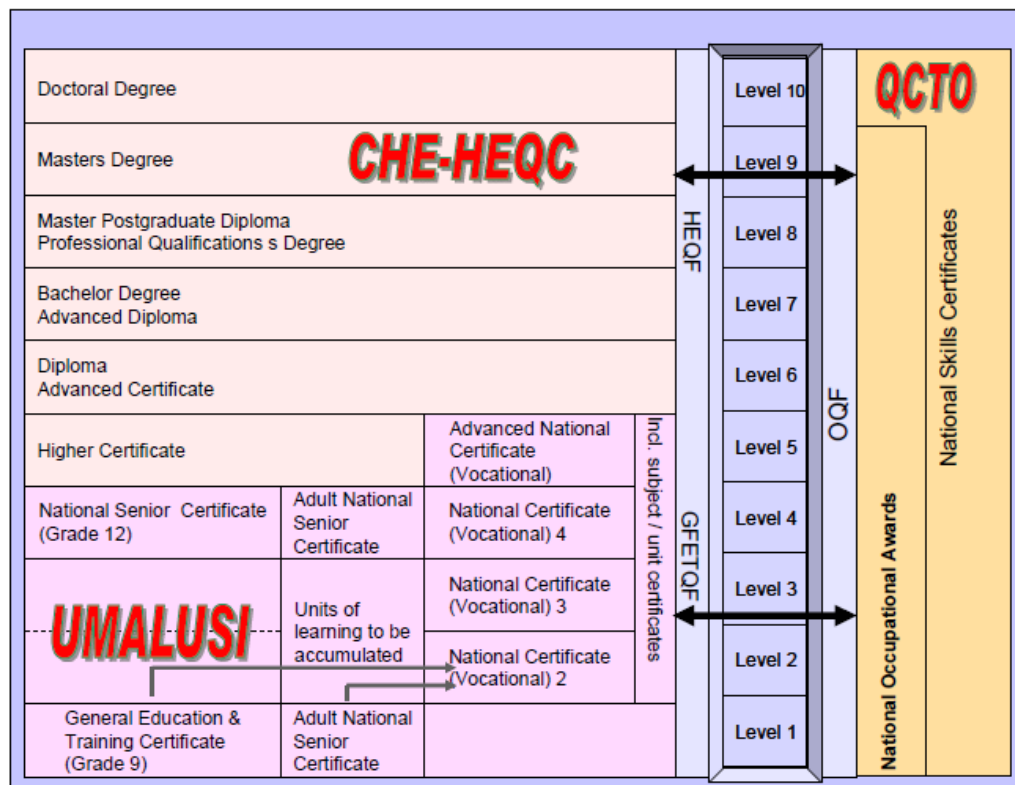 Doctoral Degree
CHE-HEQC
Masters Degree
Master Postgraduate Diploma
Professional Qualifications s Degree
Bachelor Degree
Advanced Diploma
Diploma
Advanced Certificate
Higher Certificate
Advanced National
Certificate
(Vocational)
National Senior Certificate
(Grade 12)
Adult National
Senior
Certificate
National Certificate
(Vocational) 4
UMALUSI
Units of
learning to be
accumulated
National Certificate
(Vocational) 3
National Certificate
(Vocational) 2
General Education &
Training Certificate
(Grade 9)
Adult National
Senior
Certificate
Incl. subject / unit certificates
HEQF
GFETQF
Level 10
Level 9
Level 8
Level 7
Level 6
Level 5
Level 4
Level 3
Level 2
Level 1
OQF
QCTO
National Occupational Awards
National Skills Certificates